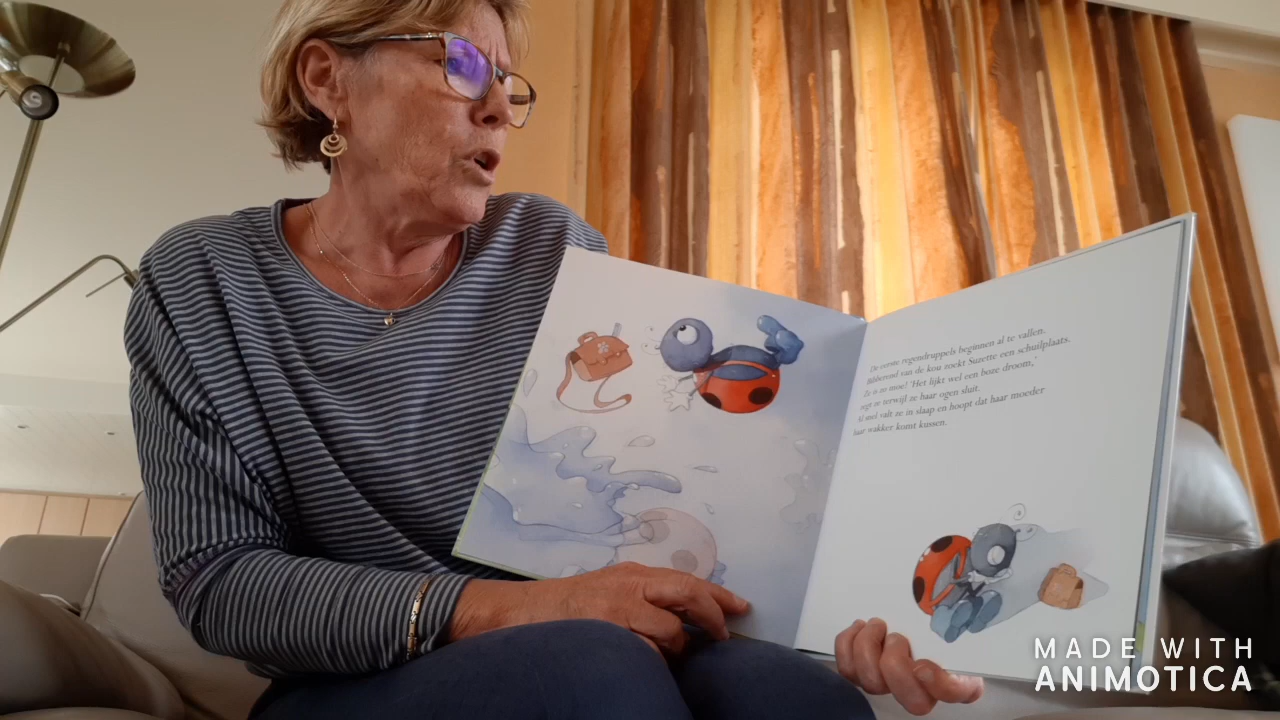 De eerste regendruppels beginnen al te vallen.
Bibberend van de kou zoekt Suzette een schuilplaats.
Ze is zo moe! 'Het lijkt wel een boze droom,'
zegt ze terwijl ze haar ogen sluit.
Al snel valt ze in slaap en hoopt dat haar moeder
haar wakker komt kussen.
MADE WITH
ANIMOTICA